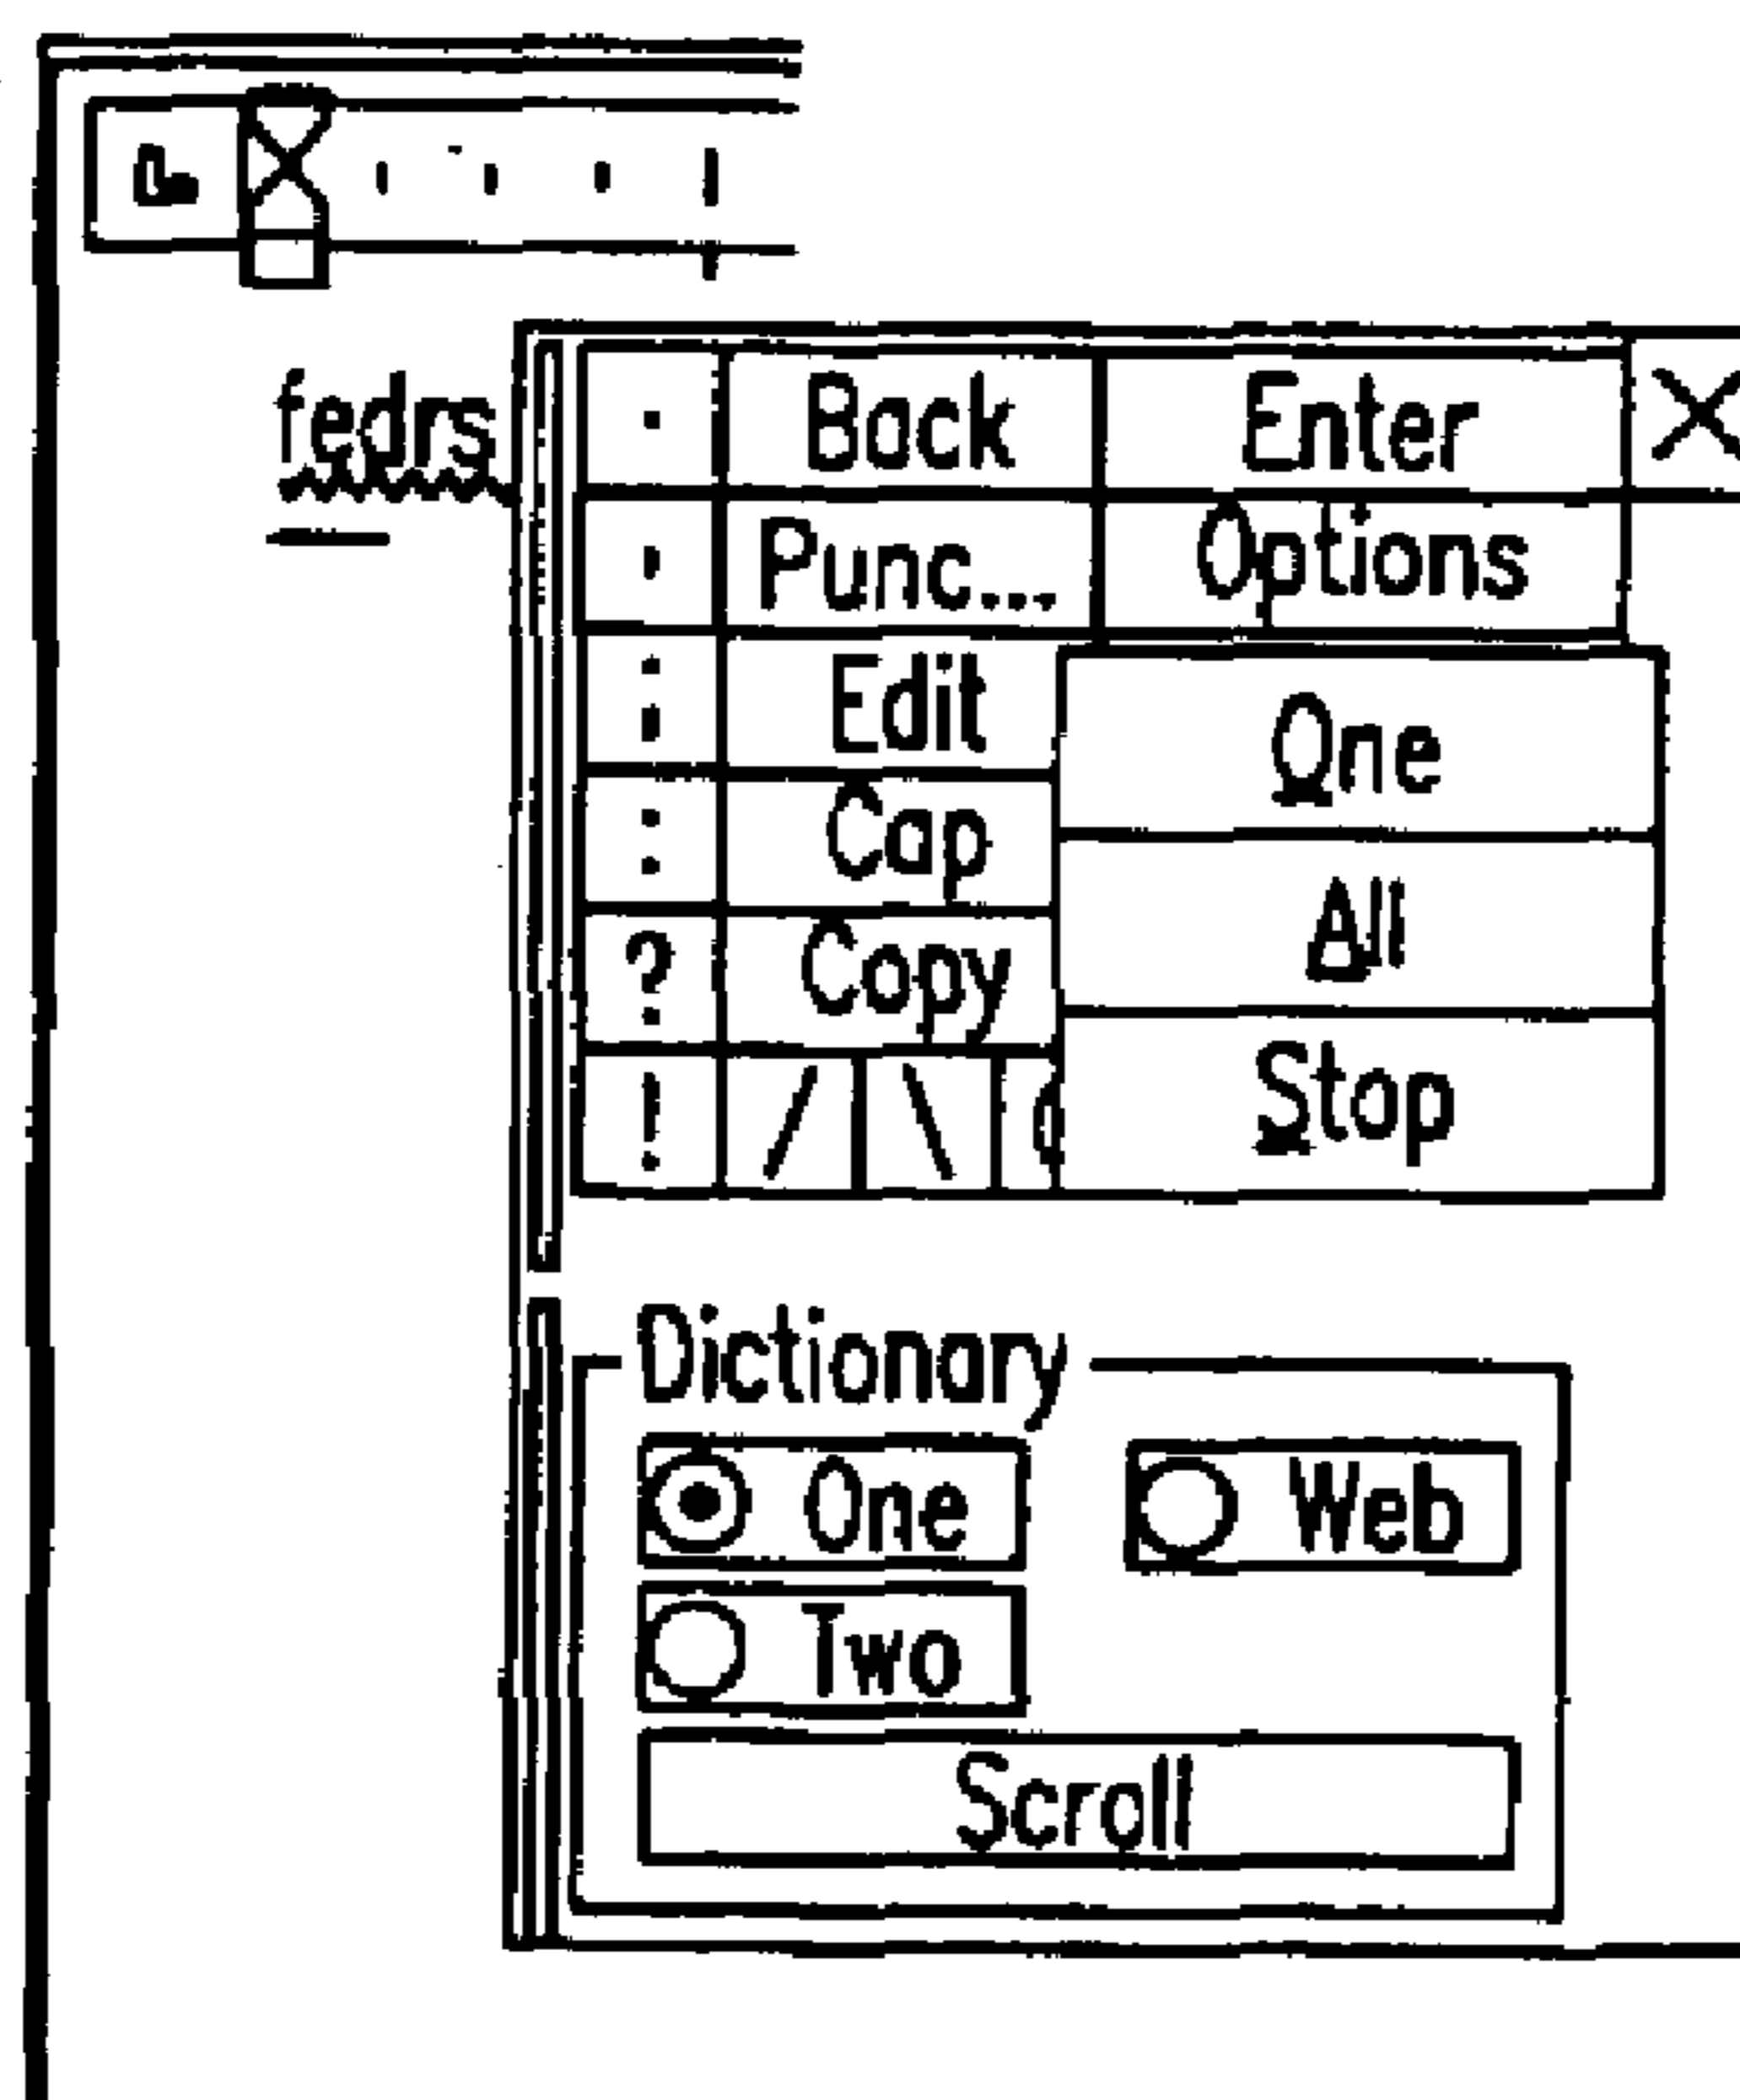 fedrs
. Back Enter X
, Punc... Options
; Edit
: Cap
? Copy
! / \
One
All
Stop
Dictionary
One Web
Two
Scroll